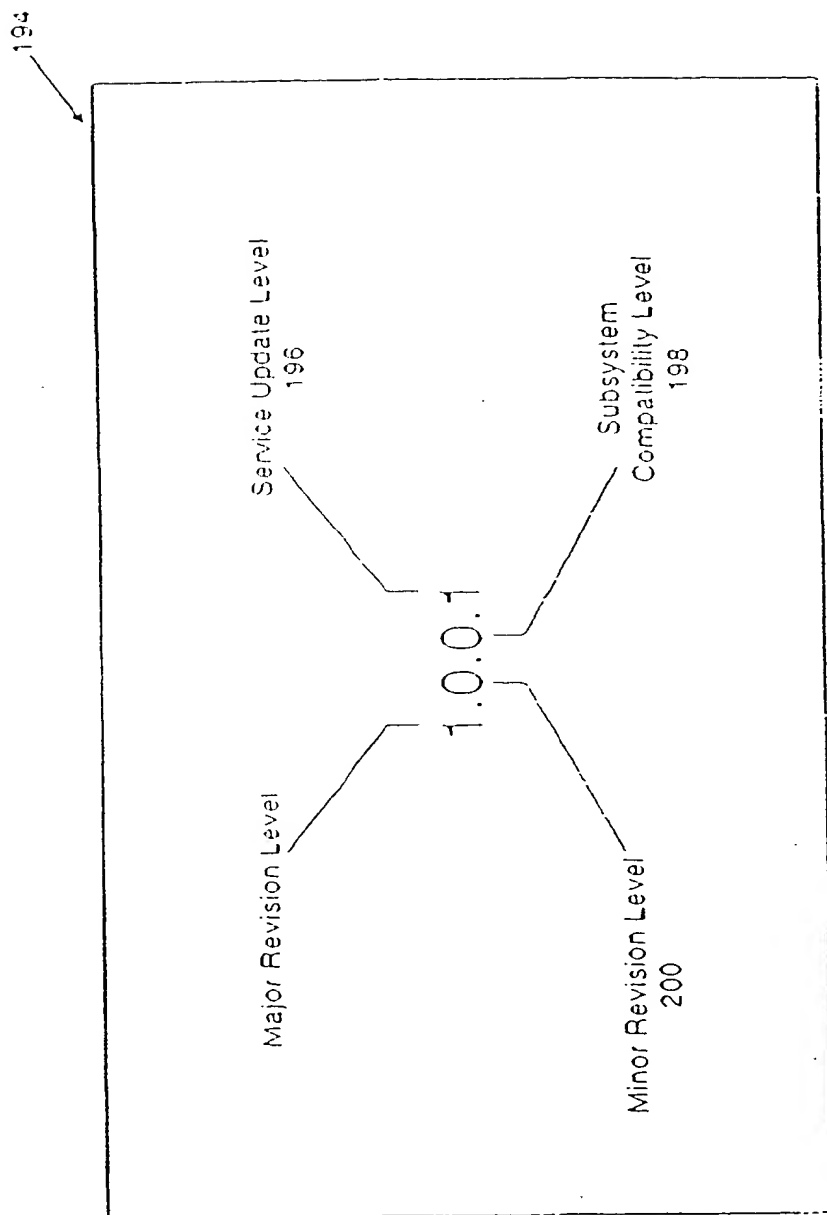 194
Major Revision Level
Service Update Level
196
1.0.0.1
Minor Revision Level
200
Subsystem
Compatibility Level
198